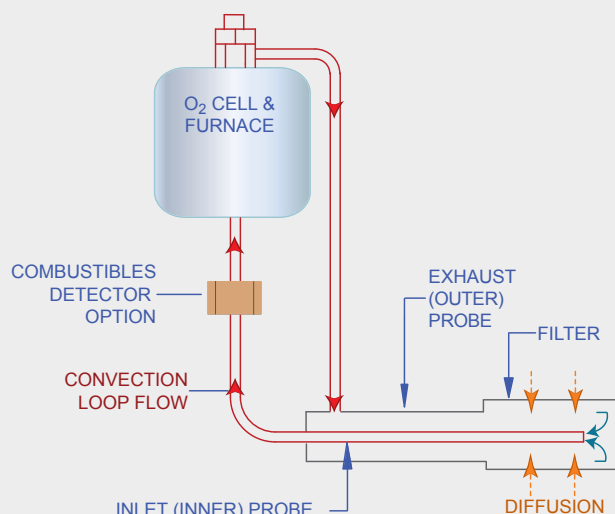 O2 CELL &
FURNACE
COMBUSTIBLES
DETECTOR
OPTION
EXHAUST
(OUTER)
PROBE
FILTER
CONVECTION
LOOP FLOW
INLET (INNER) PROBE
DIFFUSION